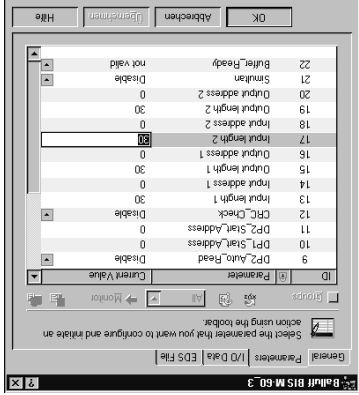 Balluff BIS M-60_3
General Parameters I/O Data EDS File
Select the parameter that you want to configure and initiate an
action using the toolbar.
Groups All Monitor
ID Parameter Current Value
9 DP2_Auto_Read Disable
10 DP1_Start_Address
11 DP2_Start_Address
12 CRC_Check Disable
13 Input length 1 30
14 Input address 1 0
15 Output length 1 30
16 Output address 1 0
17 Input length 2 30
18 Input address 2 0
19 Output length 2 30
20 Output address 2 0
21 Simultan Disable
22 Buffer_Ready not valid
OK Abbrechen Übernehmen Hilfe